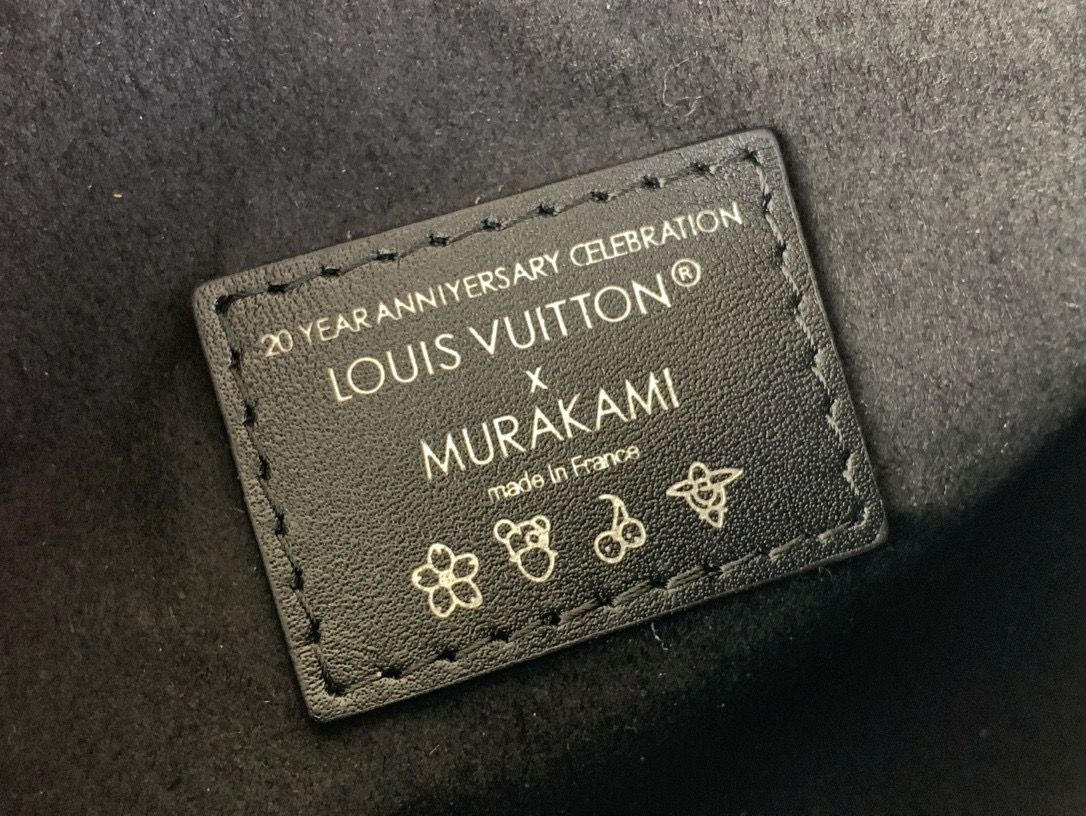 20 YEAR ANNIYERSARY CELEBRATION
LOUIS VUITTON®
x
MURAKAMI
made In France